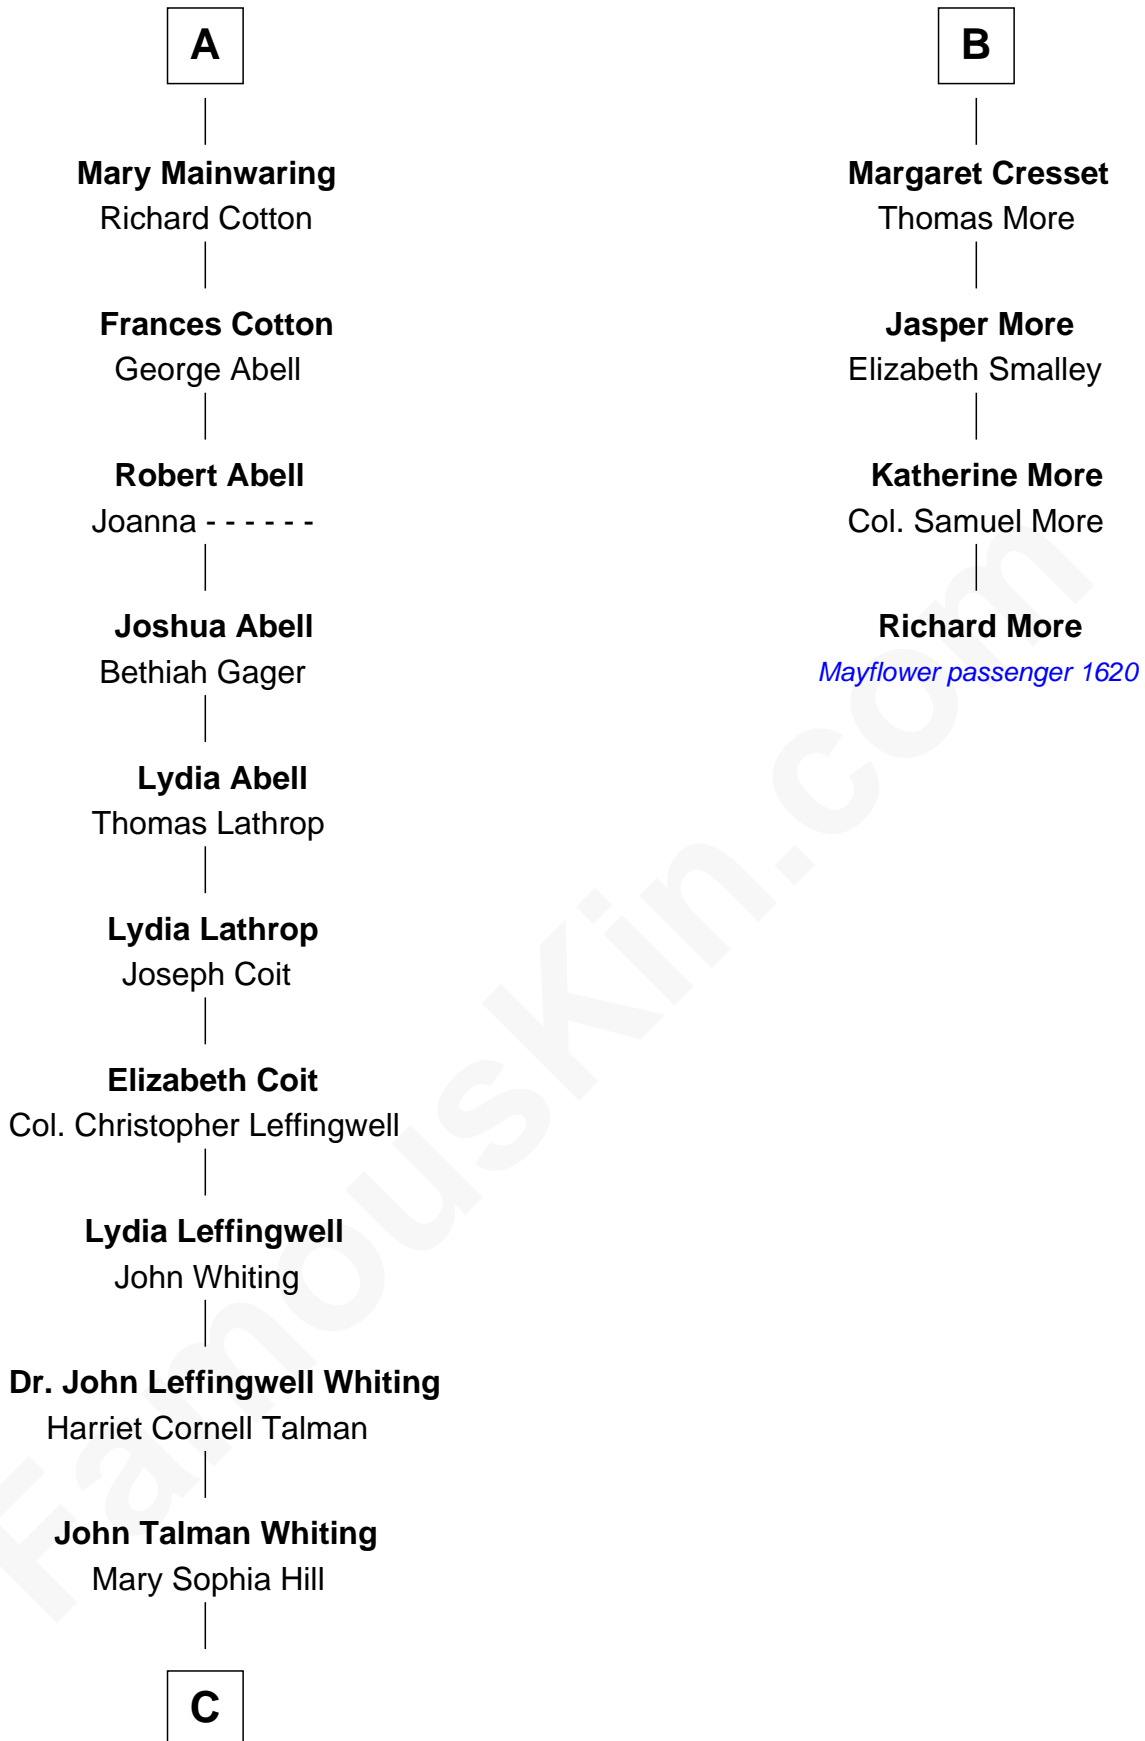 A
Mary Mainwaring
Richard Cotton
Frances Cotton
George Abell
Robert Abell
Joanna - - - - - -
Joshua Abell
Bethiah Gager
Lydia Abell
Thomas Lathrop
Lydia Lathrop
Joseph Coit
Elizabeth Coit
Col. Christopher Leffingwell
Lydia Leffingwell
John Whiting
Dr. John Leffingwell Whiting
Harriet Cornell Talman
John Talman Whiting
Mary Sophia Hill
C
B
Margaret Cresset
Thomas More
Jasper More
Elizabeth Smalley
Katherine More
Col. Samuel More
Richard More
Mayflower passenger 1620
FamousKin.com